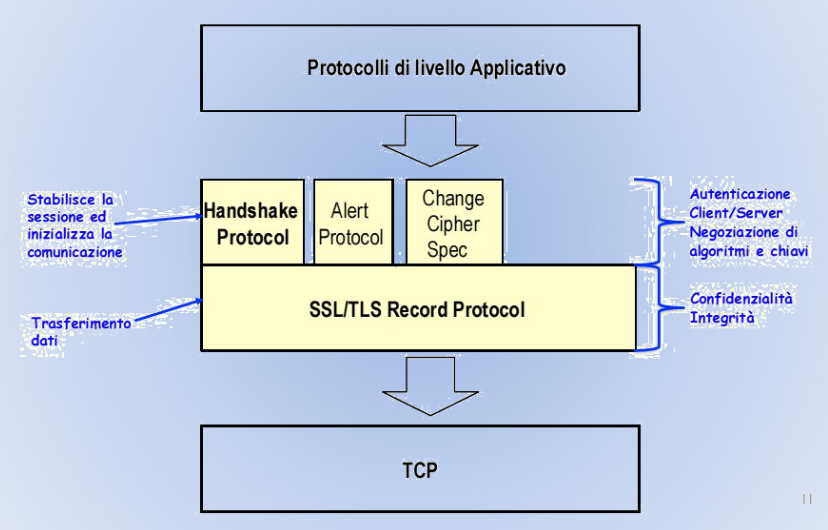 Protocolli di livello Applicativo
Stabilisce la
sessione ed
inizializza la
comunicazione
Handshake
Protocol
Alert
Protocol
Change
Cipher
Spec
Autenticazione
Client/Server
Negoziazione di
algoritmi e chiavi
Trasferimento
dati
SSL/TLS Record Protocol
Confidenzialità
Integrità
TCP
11